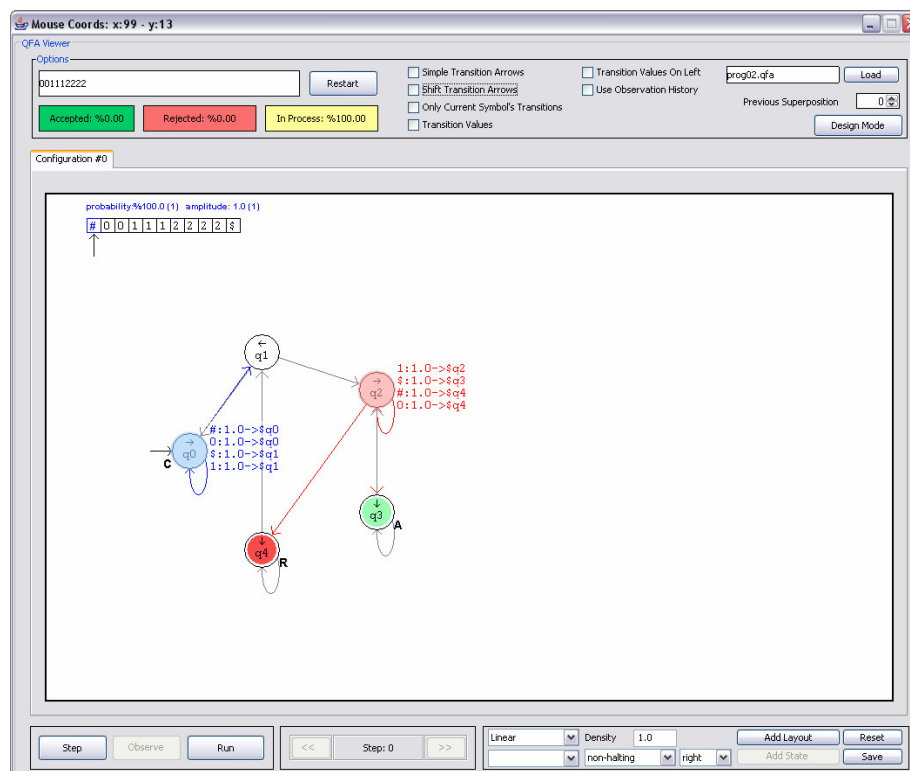 Mouse Coords: x:99 - y:13
QFA Viewer
Options
001112222
Restart
Accepted: %0.00
Rejected: %0.00
In Process: %100.00
Simple Transition Arrows
Shift Transition Arrows
Only Current Symbol's Transitions
Transition Values
Transition Values On Left
Use Observation History
prog02.qfa
Load
Previous Superposition
0
Design Mode
Configuration #0
probability:%100.0 (1) amplitude: 1.0 (1)
# 0 0 1 1 1 2 2 2 2 $
q1
q2
1:1.0->$q2
$:1.0->$q3
#:1.0->$q4
0:1.0->$q4
C
q0
#:1.0->$q0
0:1.0->$q0
$:1.0->$q1
1:1.0->$q1
q3
A
q4
R
Step
Observe
Run
<<
Step: 0
>>
Linear
Density
1.0
Add Layout
Reset
non-halting
right
Add State
Save